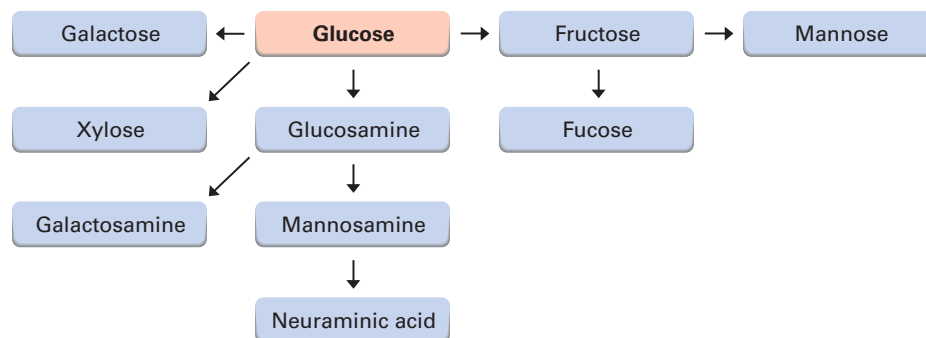 Galactose
Glucose
Fructose
Mannose
Xylose
Glucosamine
Fucose
Galactosamine
Mannosamine
Neuraminic acid